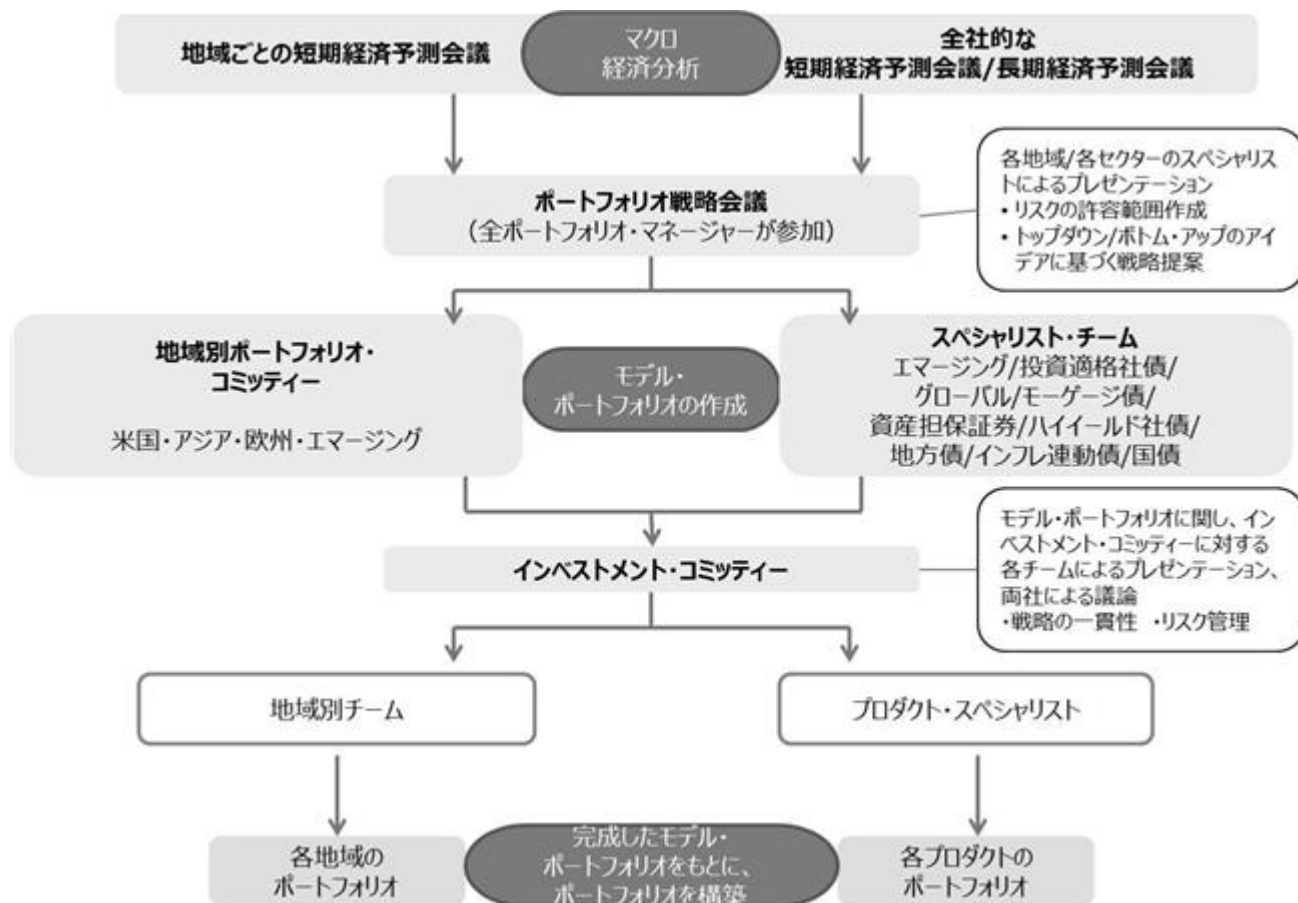 地域ごとの短期経済予測会議
マクロ
経済分析
全社的な
短期経済予測会議/長期経済予測会議
各地域/各セクターのスペシャリス
トによるプレゼンテーション
• リスクの許容範囲作成
• トップダウン/ボトム・アップのアイ
デアに基づく戦略提案
ポートフォリオ戦略会議
(全ポートフォリオ・マネージャーが参加)
地域別ポートフォリオ・
コミッティー
米国・アジア・欧州・エマージング
モデル・
ポートフォリオの作成
スペシャリスト・チーム
エマージング/投資適格社債/
グローバル/モーゲージ債/
資産担保証券/ハイイールド社債/
地方債/インフレ連動債/国債
モデル・ポートフォリオに関し、イン
ベストメント・コミッティーに対する
各チームによるプレゼンテーション、
両社による議論
・戦略の一貫性 ・リスク管理
インベストメント・コミッティー
地域別チーム
プロダクト・スペシャリスト
各地域の
ポートフォリオ
完成したモデル・
ポートフォリオをもとに、
ポートフォリオを構築
各プロダクトの
ポートフォリオ